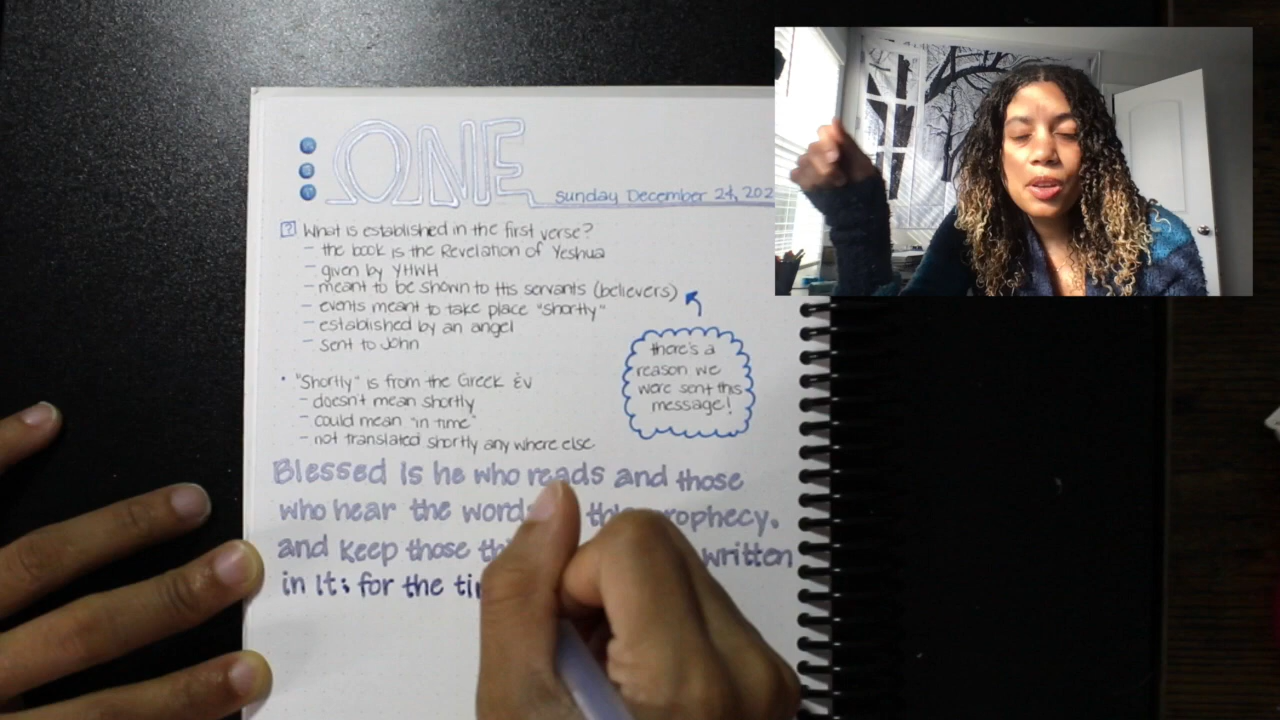 ONE
sunday December 24, 202
? What is established in the first verse?
- the book is the Revelation of Yeshua
- given by YHWH
- meant to be shown to His servants (believers)
- events meant to take place "shortly"
- established by an angel
- sent to John
there's a
reason we
were sent this
message!
• "Shortly" is from the Greek ἐν
- doesn't mean shortly
- could mean "in time"
- not translated shortly any where else
Blessed is he who reads and those
who hear the words this prophecy.
and keep those written
in it: for the